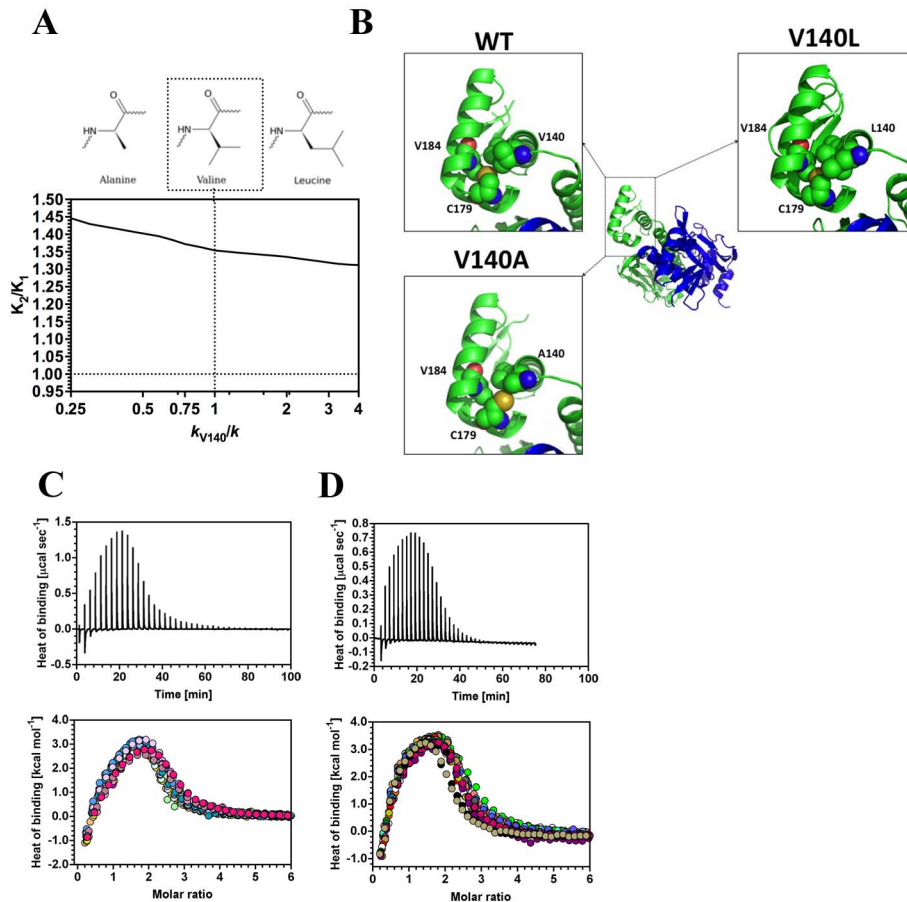 A
B
WT
V140L
V140
V184
C179
V184
L140
C179
V140A
V184
A140
C179
O
HN
Alanine
O
HN
Valine
O
HN
Leucine
1.50
1.45
1.40
1.35
1.30
1.25
1.20
1.15
1.10
1.05
1.00
0.95
K2/K1
0.25 0.5 0.75 1 2 3 4
kV140/k
C
D
1.5
1.0
0.5
0.0
-0.5
Heat of binding [µcal sec-1]
0 20 40 60 80 100
Time [min]
0.8
0.7
0.6
0.5
0.4
0.3
0.2
0.1
0.0
-0.1
-0.2
Heat of binding [µcal sec-1]
0 20 40 60 80 100
Time [min]
4.0
3.0
2.0
1.0
0.0
-1.0
-2.0
Heat of binding [kcal mol-1]
0 1 2 3 4 5 6
Molar ratio
4.0
3.0
2.0
1.0
0.0
-1.0
Heat of binding [kcal mol-1]
0 1 2 3 4 5 6
Molar ratio